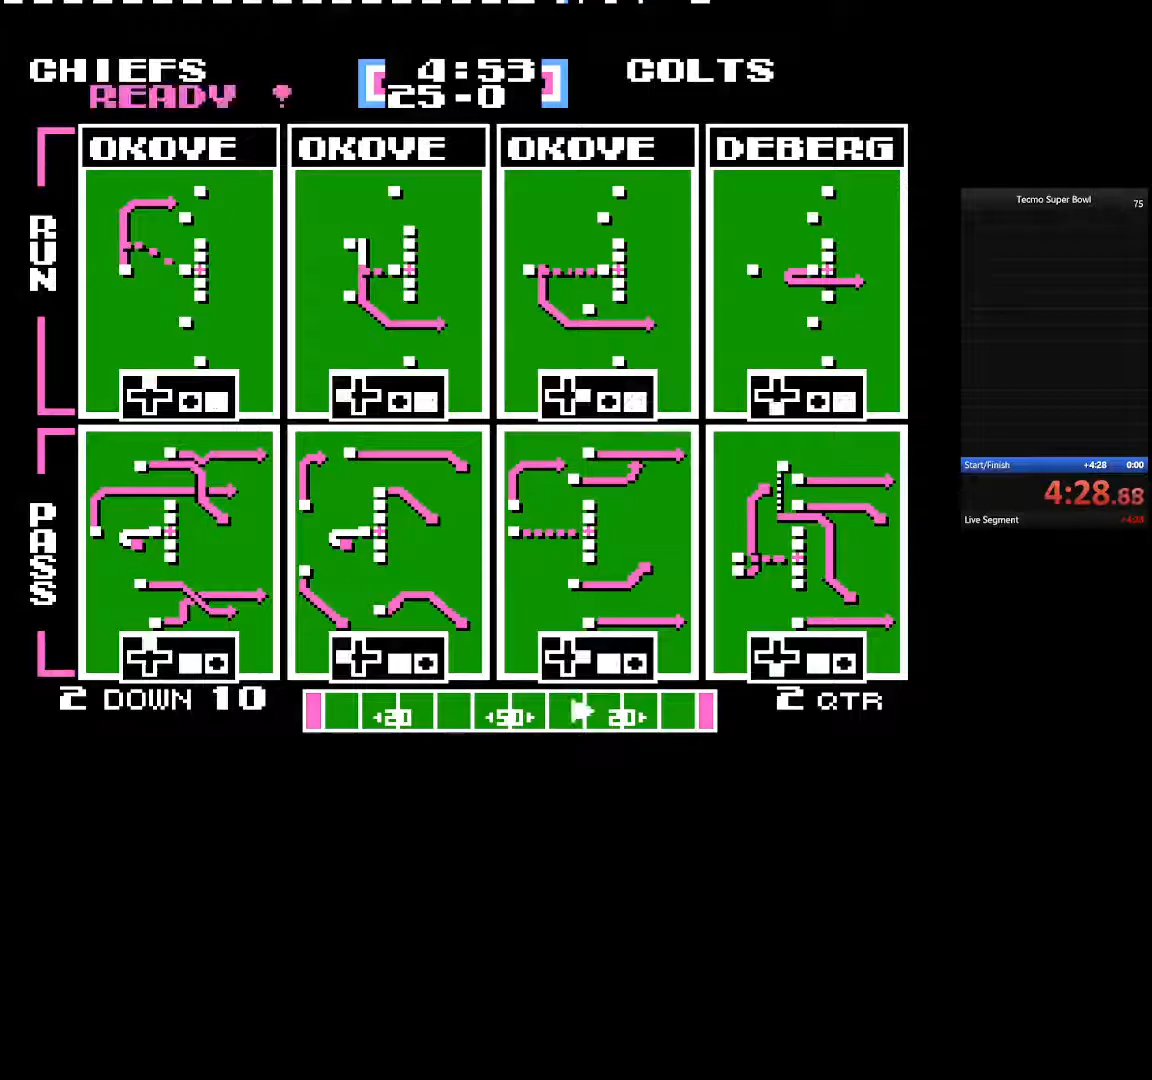 CHIEFS 4:53 COLTS
READY ! 25-0
OKOYE OKOYE OKOYE DEBERG
RUN
PASS
2 DOWN 10 2 QTR
20 50 20
Tecmo Super Bowl 75
Start/Finish +4:28 0:00
4:28.88
Live Segment